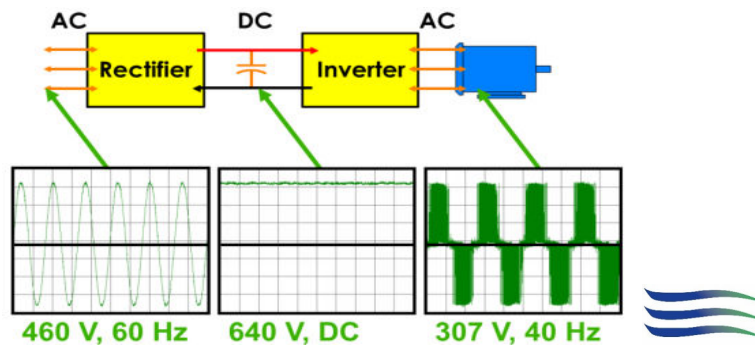 AC DC AC
Rectifier Inverter
460 V, 60 Hz 640 V, DC 307 V, 40 Hz